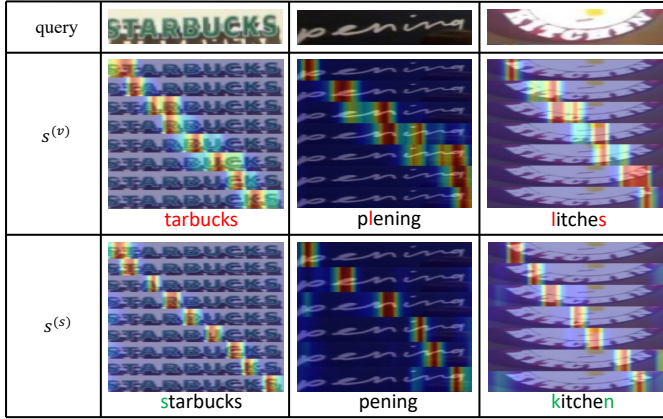 query STARBUCKS pening KITCHEN
s^(v)
tarbucks plening litches
s^(s)
starbucks pening kitchen